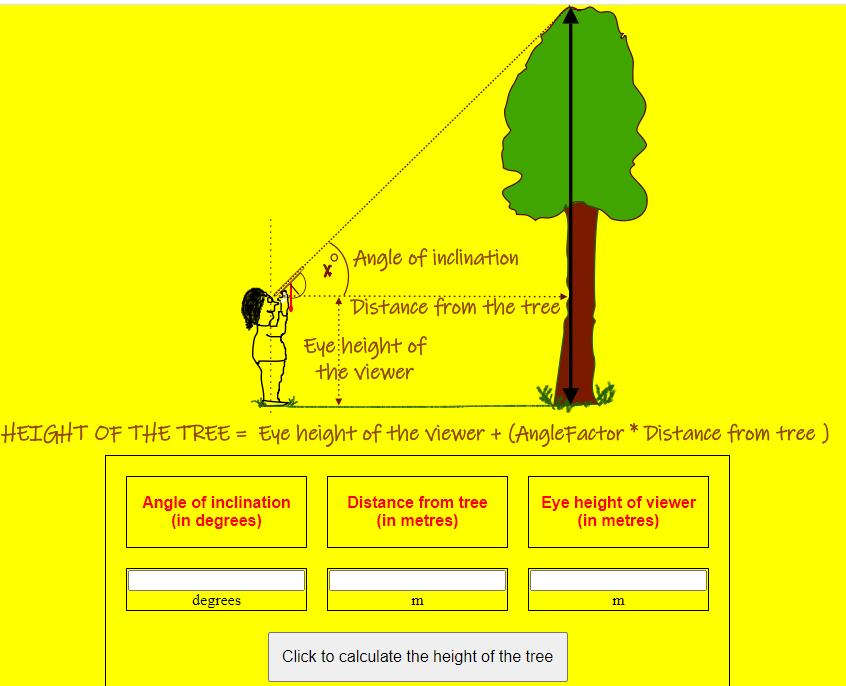 x° Angle of inclination
Distance from the tree
Eye height of
the viewer
HEIGHT OF THE TREE = Eye height of the viewer + (AngleFactor * Distance from tree )
Angle of inclination
(in degrees)
Distance from tree
(in metres)
Eye height of viewer
(in metres)
degrees
m
m
Click to calculate the height of the tree